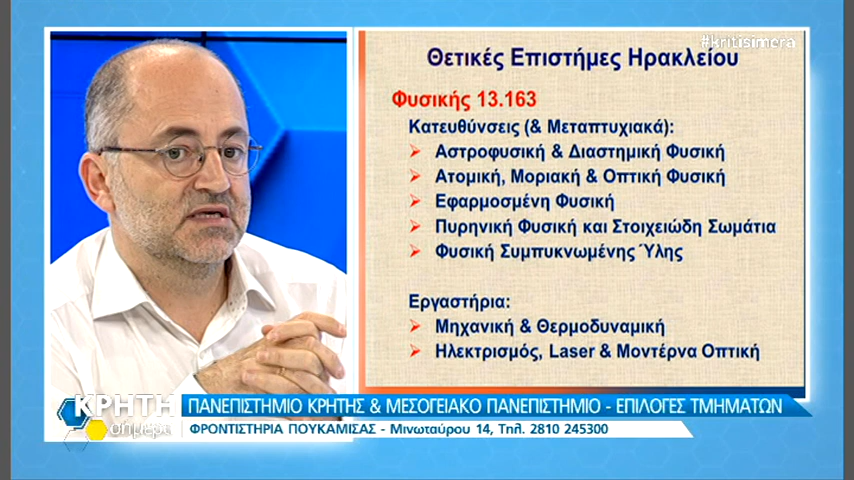 #kritisimera
Θετικές Επιστήμες Ηρακλείου
Φυσικής 13.163
Κατευθύνσεις (& Μεταπτυχιακά):
Αστροφυσική & Διαστημική Φυσική
Ατομική, Μοριακή & Οπτική Φυσική
Εφαρμοσμένη Φυσική
Πυρηνική Φυσική και Στοιχειώδη Σωμάτια
Φυσική Συμπυκνωμένης Ύλης
Εργαστήρια:
Μηχανική & Θερμοδυναμική
Ηλεκτρισμός, Laser & Μοντέρνα Οπτική
ΚΡΗΤΗ
σήμερα
ΠΑΝΕΠΙΣΤΗΜΙΟ ΚΡΗΤΗΣ & ΜΕΣΟΓΕΙΑΚΟ ΠΑΝΕΠΙΣΤΗΜΙΟ - ΕΠΙΛΟΓΕΣ ΤΜΗΜΑΤΩΝ
ΦΡΟΝΤΙΣΤΗΡΙΑ ΠΟΥΚΑΜΙΣΑΣ - Μινωταύρου 14, Τηλ. 2810 245300